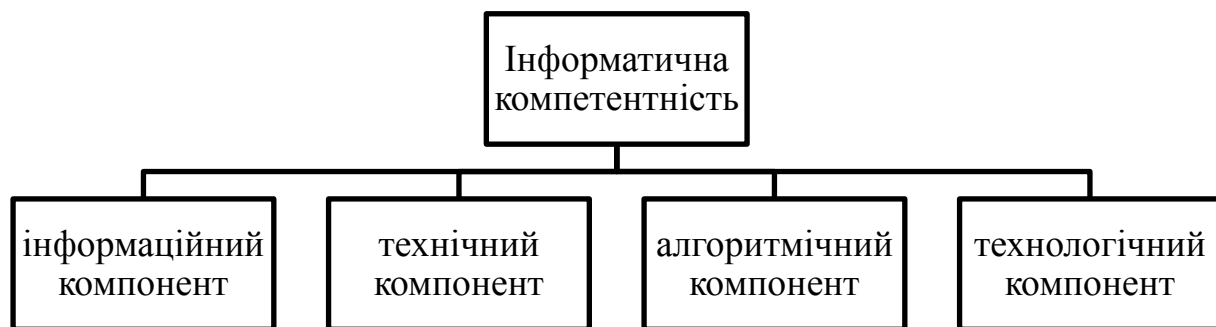 Інформатична
компетентність
інформаційний
компонент
технічний
компонент
алгоритмічний
компонент
технологічний
компонент